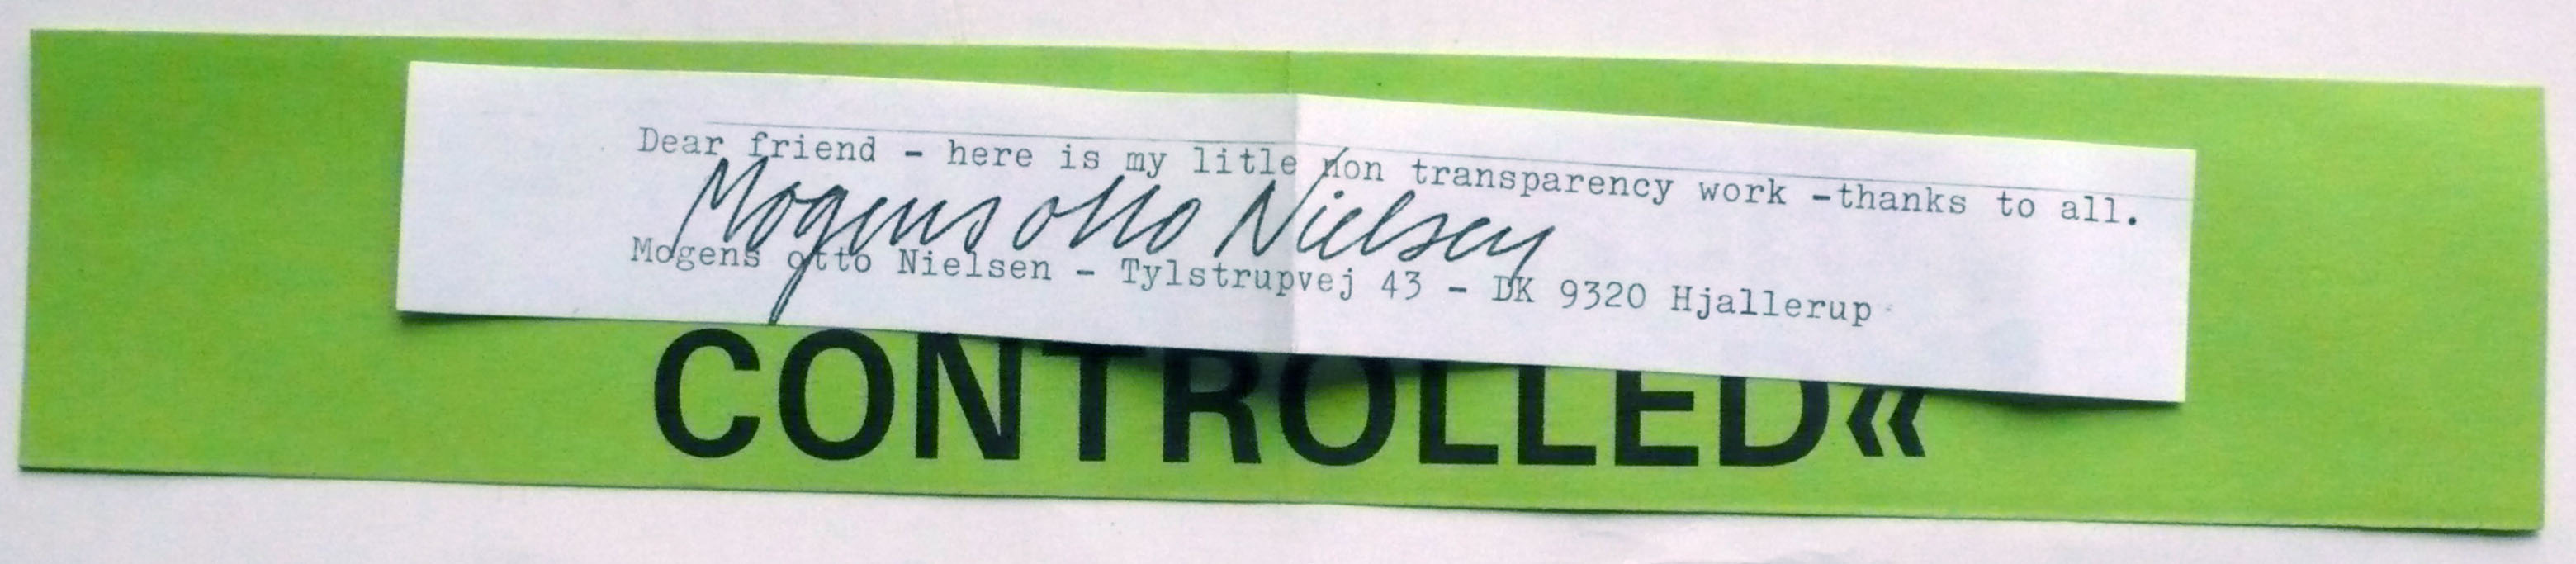 Dear friend - here is my litle non transparency work -thanks to all.
Mogens otto Nielsen
Mogens otto Nielsen - Tylstrupvej 43 - DK 9320 Hjallerup
CONTROLLED«